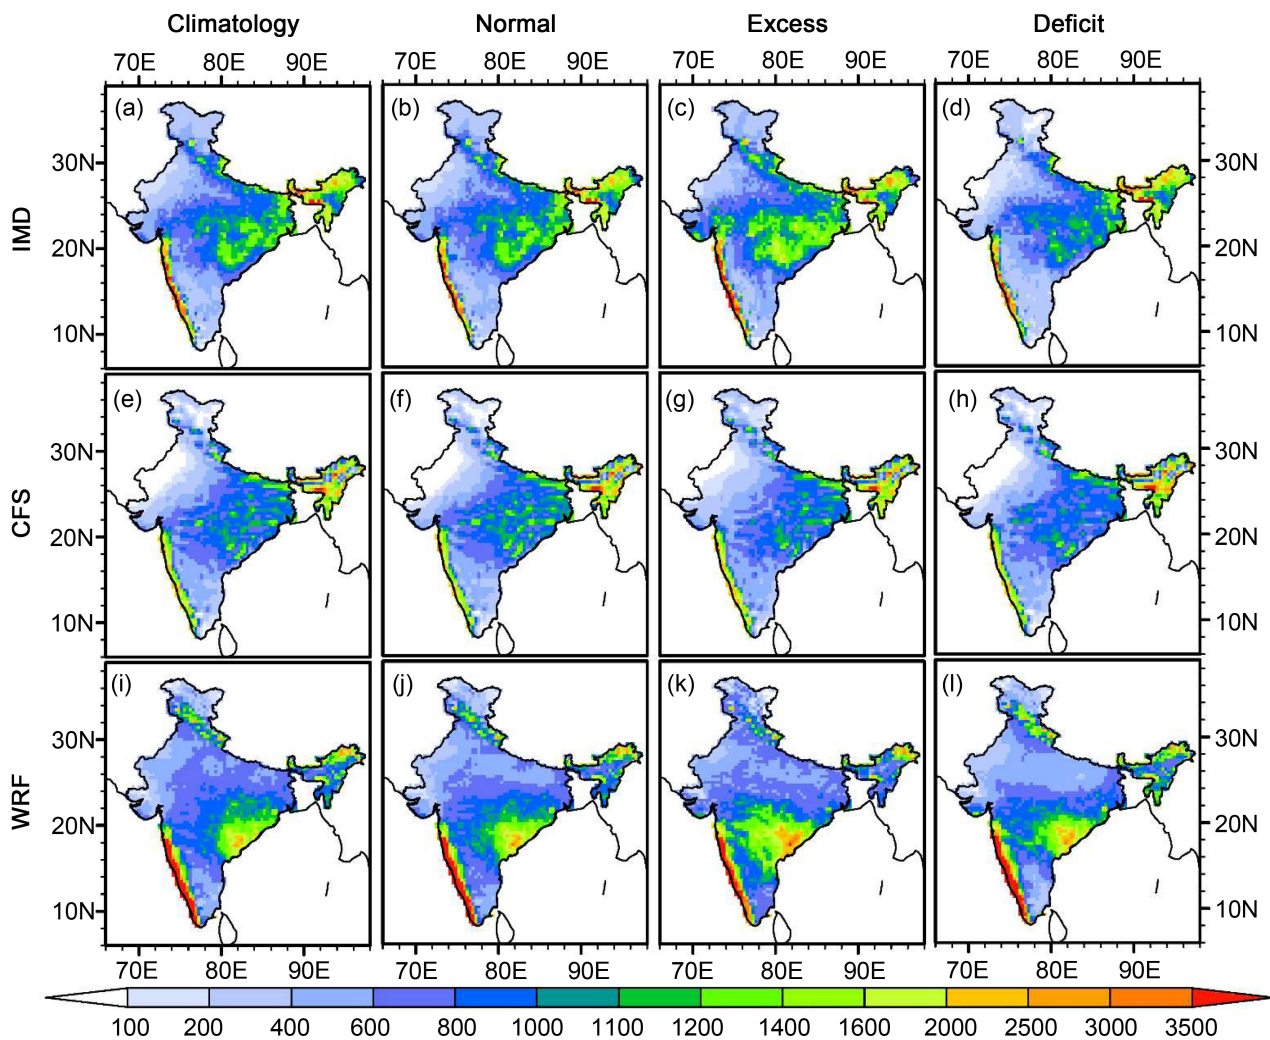 Climatology Normal Excess Deficit
70E 80E 90E 70E 80E 90E 70E 80E 90E 70E 80E 90E
IMD
(a) (b) (c) (d)
30N 30N
20N 20N
10N 10N
CFS
(e) (f) (g) (h)
30N 30N
20N 20N
10N 10N
WRF
(i) (j) (k) (l)
30N 30N
20N 20N
10N 10N
70E 80E 90E 70E 80E 90E 70E 80E 90E 70E 80E 90E
100 200 400 600 800 1000 1100 1200 1400 1600 2000 2500 3000 3500